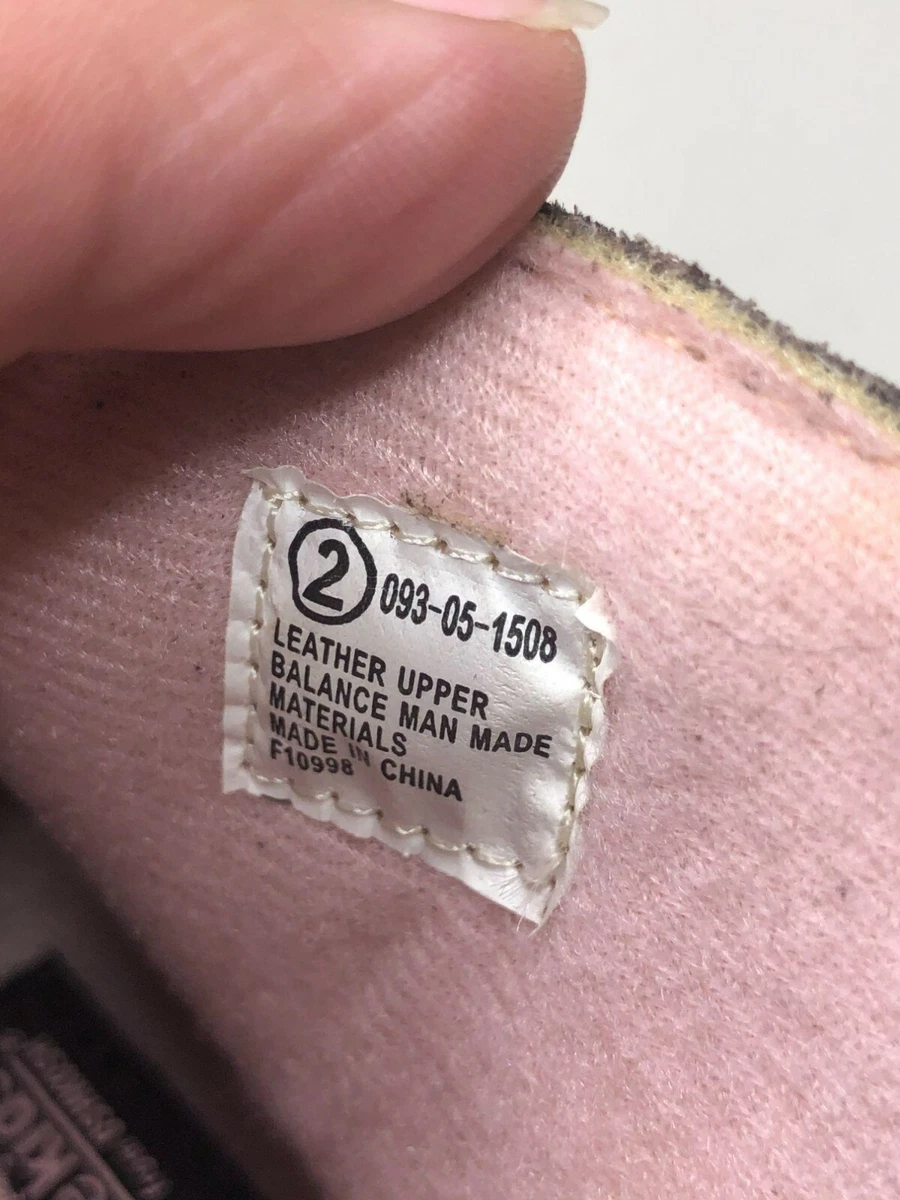 2 093-05-1508
LEATHER UPPER
BALANCE MAN MADE
MATERIALS
MADE IN CHINA
F10998